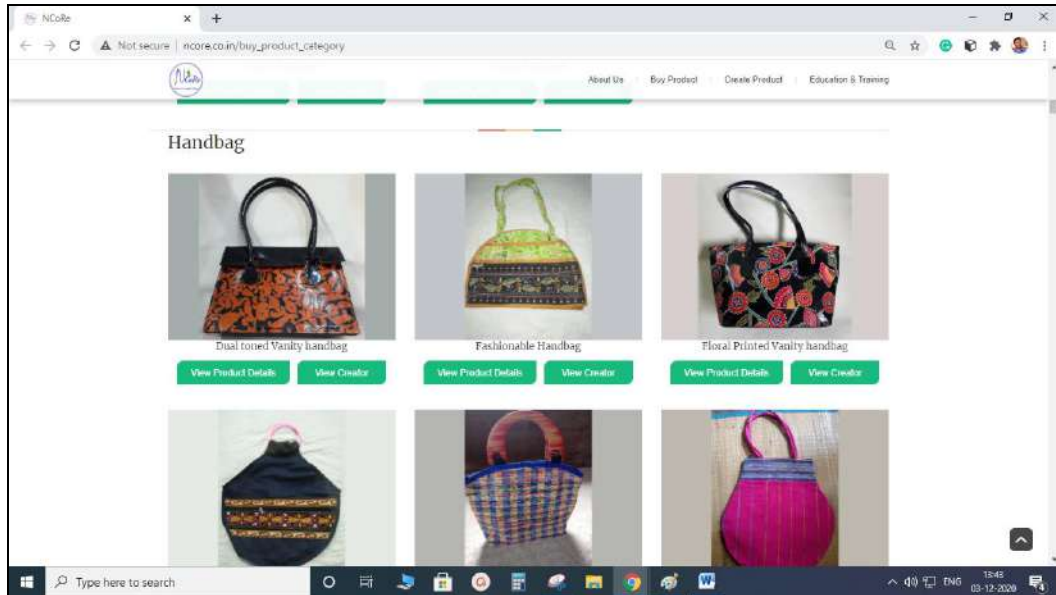 NCoRe
Not secure | ncore.co.in/buy_product_category
NCoRe
About Us
Buy Product
Create Product
Education & Training
Handbag
Dual toned Vanity handbag
Fashionable Handbag
Floral Printed Vanity handbag
View Product Details
View Creator
View Product Details
View Creator
View Product Details
View Creator
Type here to search
ENG
13:43
03-12-2020